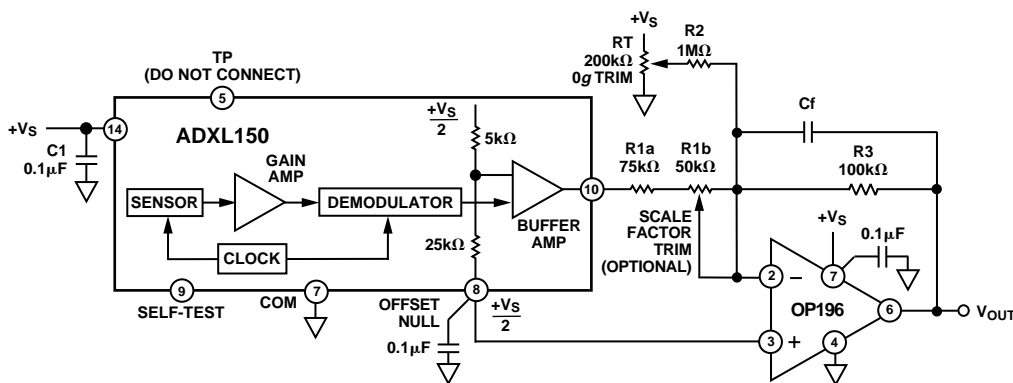 TP
(DO NOT CONNECT)
5
+VS
14
C1
0.1µF
ADXL150
SENSOR
GAIN
AMP
DEMODULATOR
CLOCK
+VS
2
5kΩ
25kΩ
BUFFER
AMP
10
9
SELF-TEST
COM
7
OFFSET
NULL
8
+VS
2
0.1µF
+VS
RT
200kΩ
0g TRIM
R2
1MΩ
Cf
R1a
75kΩ
R1b
50kΩ
R3
100kΩ
SCALE
FACTOR
TRIM
(OPTIONAL)
+VS
0.1µF
2
−
7
OP196
6
VOUT
3
+
4